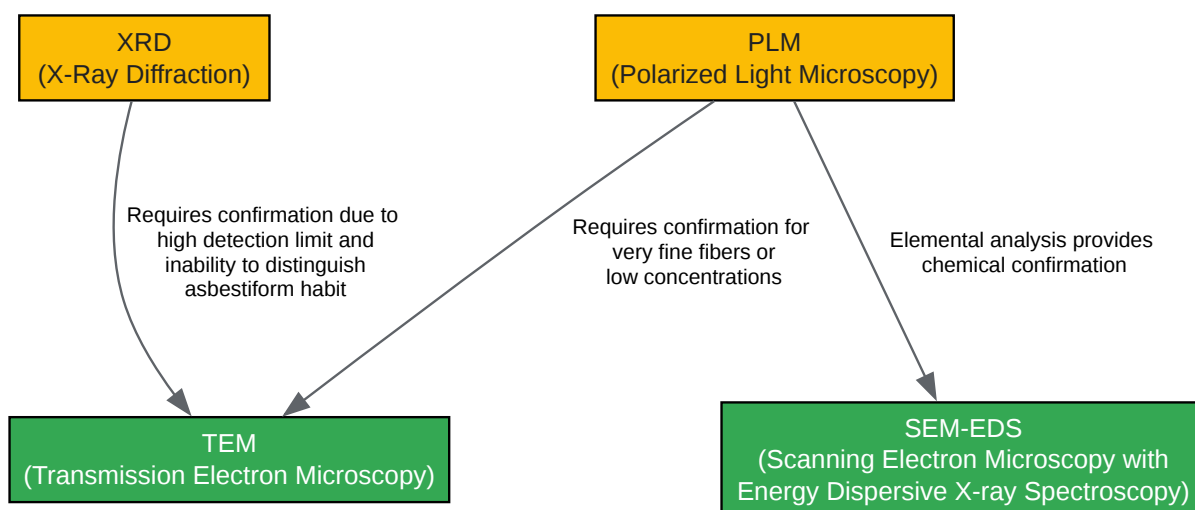 XRD
(X-Ray Diffraction)
PLM
(Polarized Light Microscopy)
Requires confirmation due to
high detection limit and
inability to distinguish
asbestiform habit
Requires confirmation for
very fine fibers or
low concentrations
Elemental analysis provides
chemical confirmation
TEM
(Transmission Electron Microscopy)
SEM-EDS
(Scanning Electron Microscopy with
Energy Dispersive X-ray Spectroscopy)